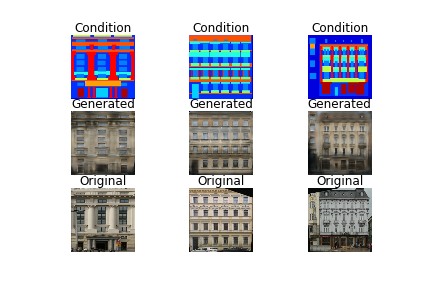 Condition Condition Condition
Generated Generated Generated
Original Original Original